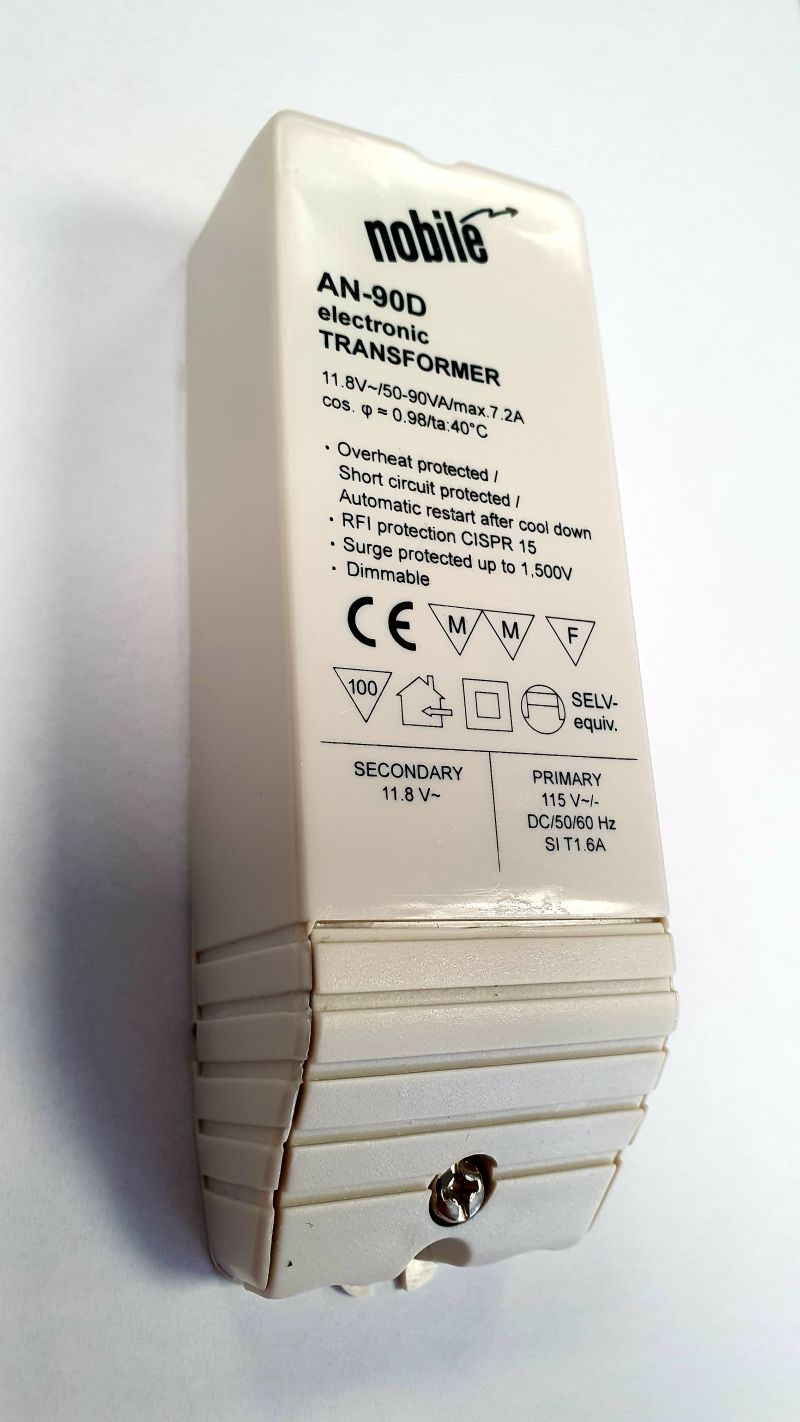 nobile
AN-90D
electronic
TRANSFORMER
11.8V~/50-90VA/max.7.2A
cos. φ = 0.98/ta:40°C
· Overheat protected /
Short circuit protected /
Automatic restart after cool down
· RFI protection CISPR 15
· Surge protected up to 1,500V
· Dimmable
CE M M F
100 SELV-
equiv.
SECONDARY
11.8 V~
PRIMARY
115 V~/-
DC/50/60 Hz
SI T1.6A